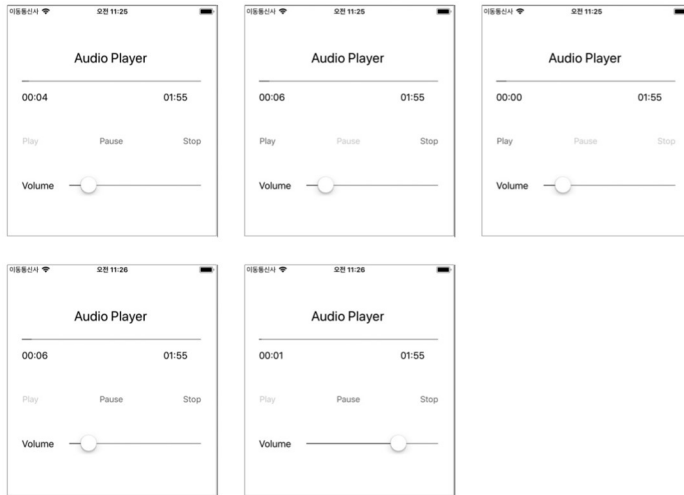 이동통신사 오전 11:25
Audio Player
00:04 01:55
Play Pause Stop
Volume
이동통신사 오전 11:25
Audio Player
00:06 01:55
Play Pause Stop
Volume
이동통신사 오전 11:25
Audio Player
00:00 01:55
Play Pause Stop
Volume
이동통신사 오전 11:26
Audio Player
00:06 01:55
Play Pause Stop
Volume
이동통신사 오전 11:26
Audio Player
00:01 01:55
Play Pause Stop
Volume